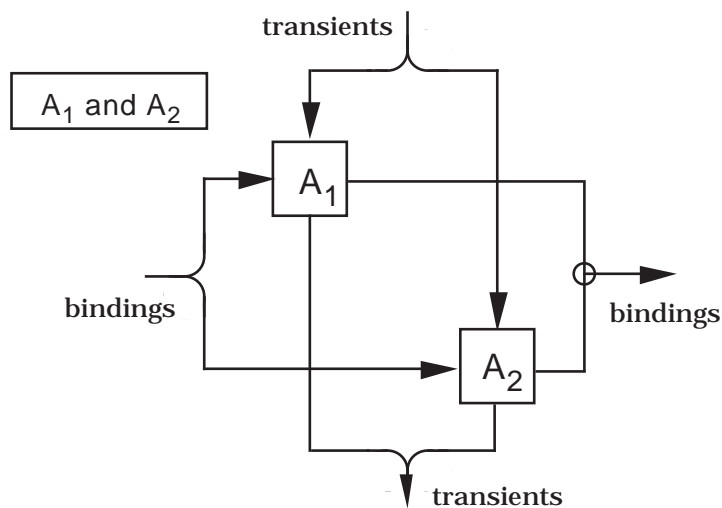 transients
A₁ and A₂
A₁
bindings
bindings
A₂
transients